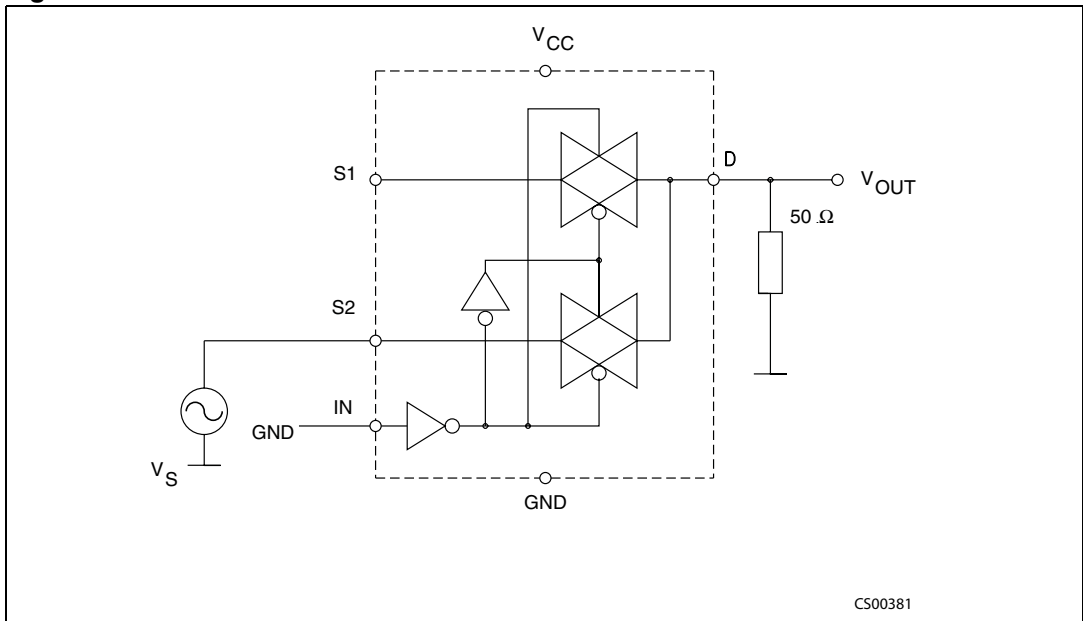 V_CC
S1
D
V_OUT
50 Ω
S2
IN
GND
V_S
GND
CS00381